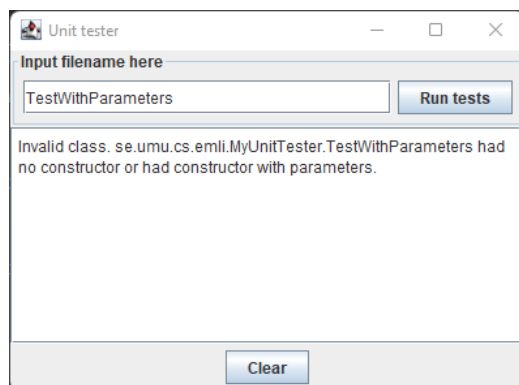 Unit tester
Input filename here
TestWithParameters
Run tests
Invalid class. se.umu.cs.emli.MyUnitTester.TestWithParameters had
no constructor or had constructor with parameters.
Clear